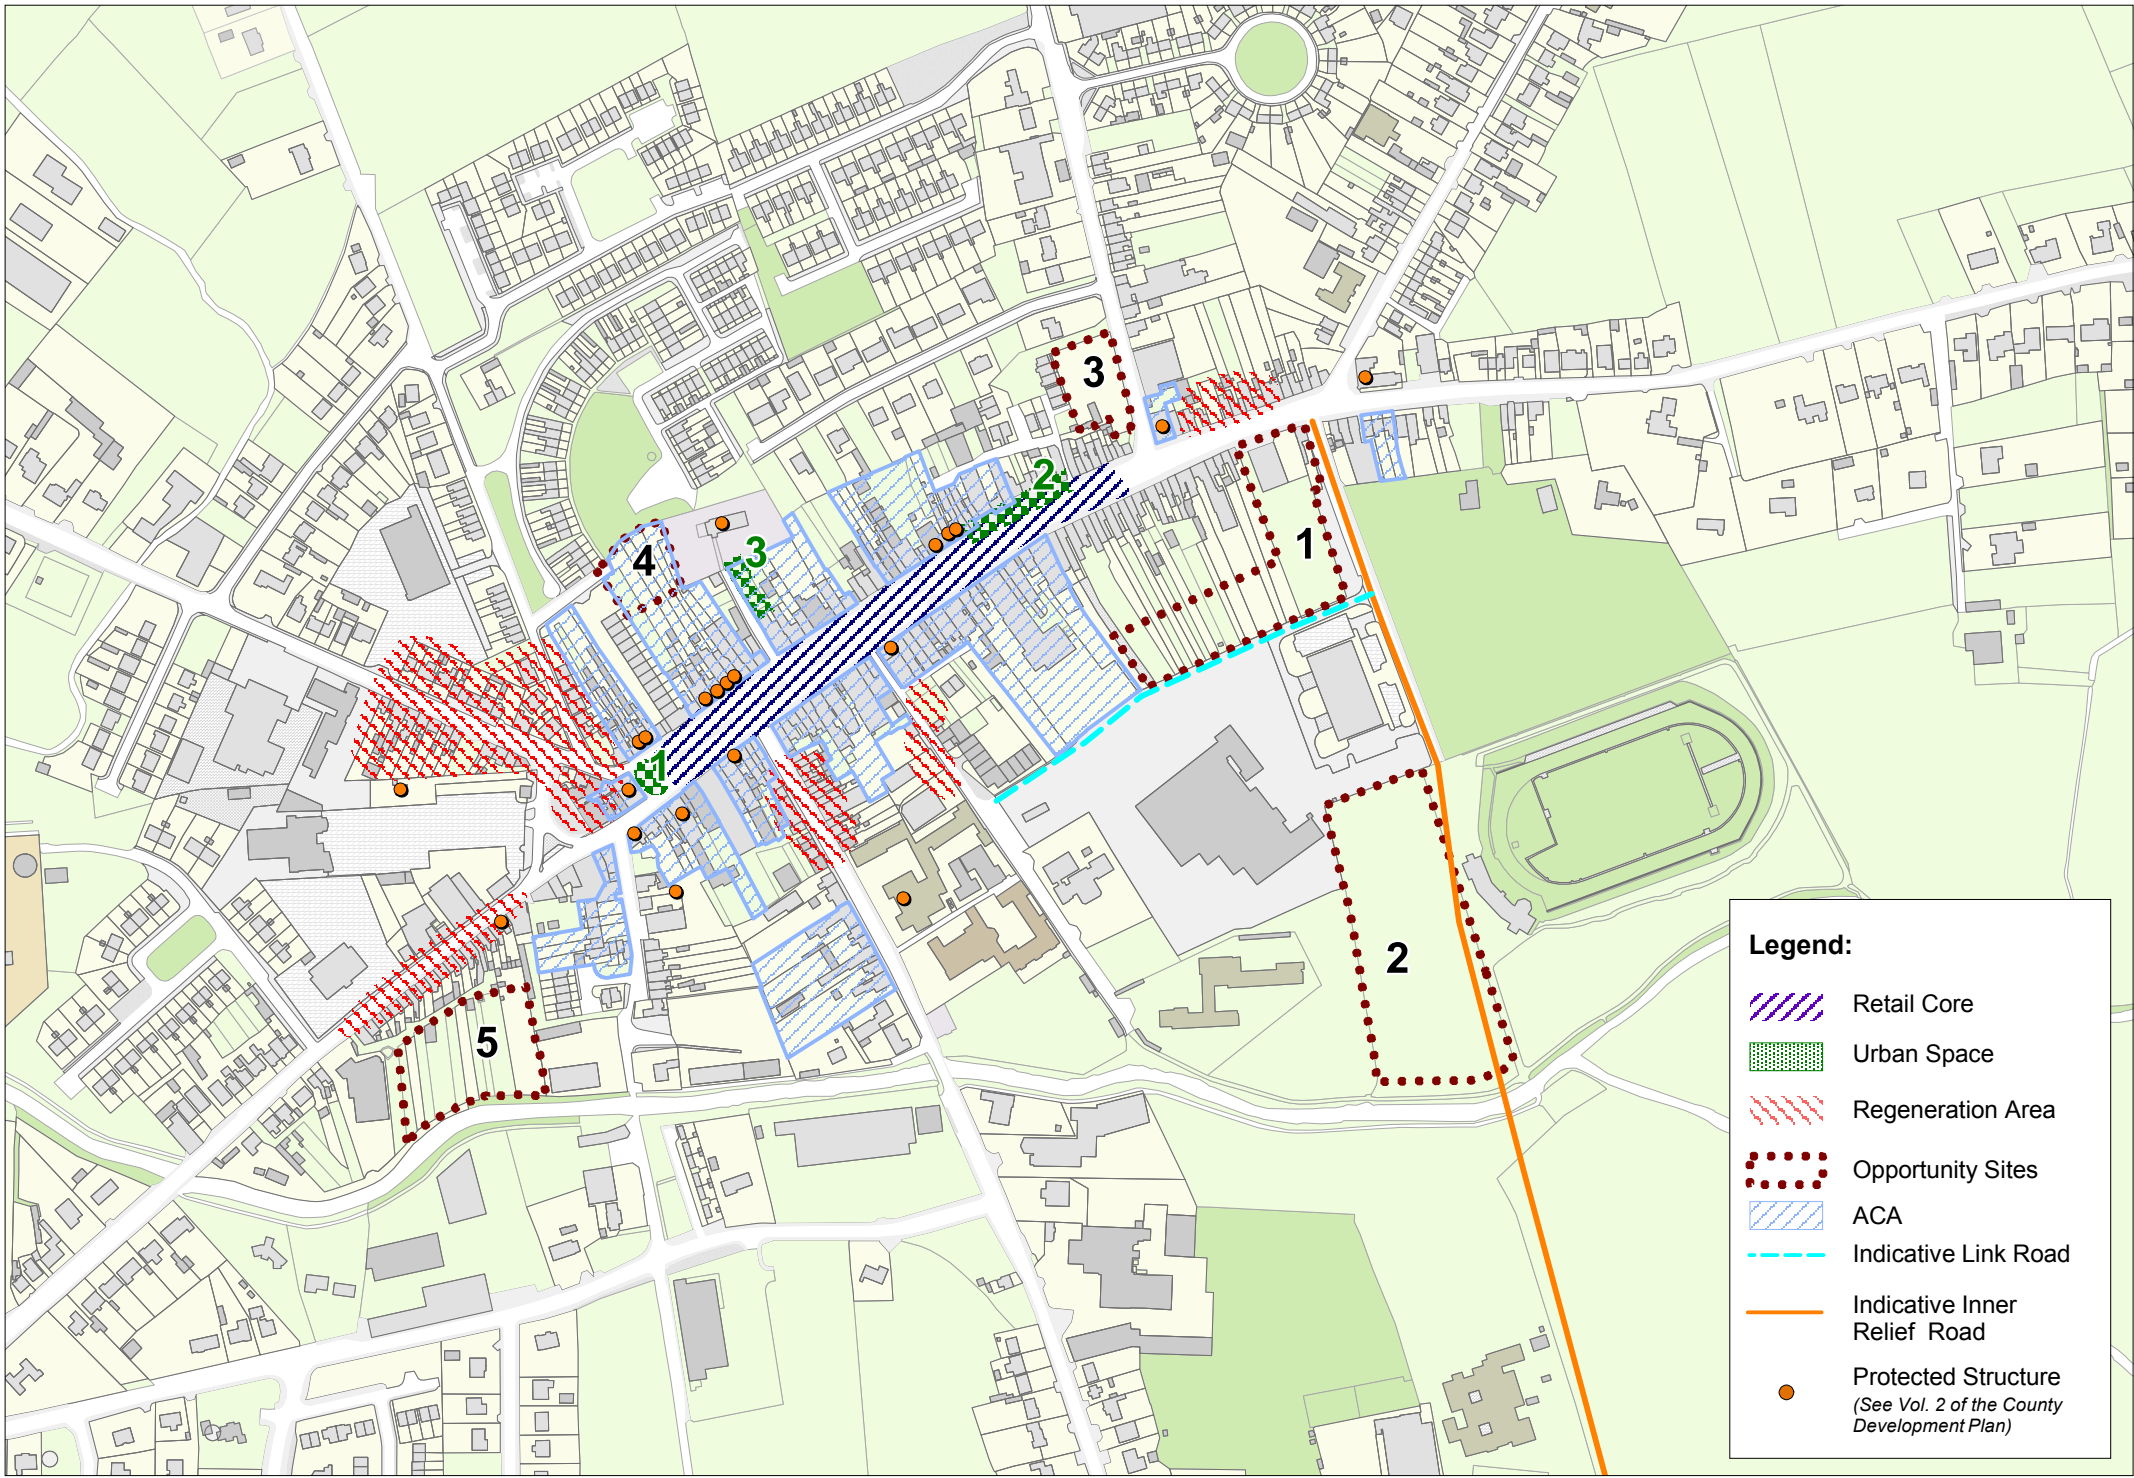 3
2
1
3
4
1
2
5
Legend:
Retail Core
Urban Space
Regeneration Area
Opportunity Sites
ACA
Indicative Link Road
Indicative Inner
Relief Road
Protected Structure
(See Vol. 2 of the County
Development Plan)